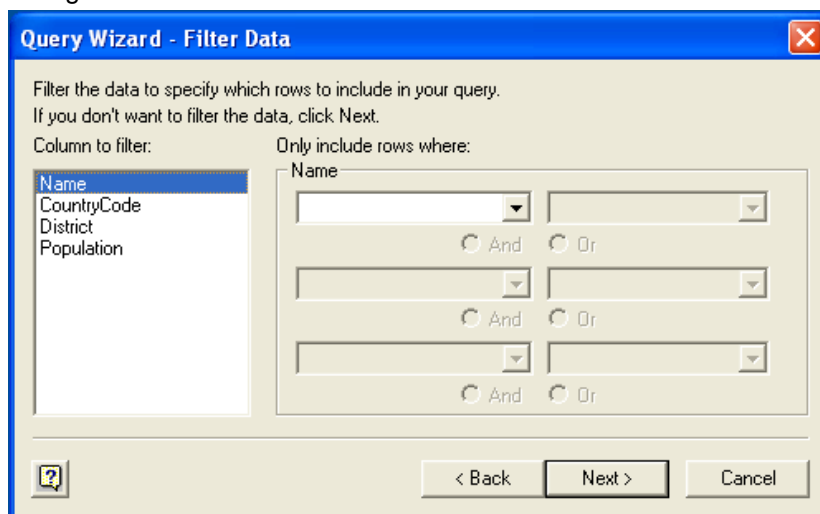 Query Wizard - Filter Data
Filter the data to specify which rows to include in your query.
If you don't want to filter the data, click Next.
Column to filter:
Only include rows where:
Name
Name
CountryCode
District
Population
And Or
And Or
And Or
< Back Next > Cancel